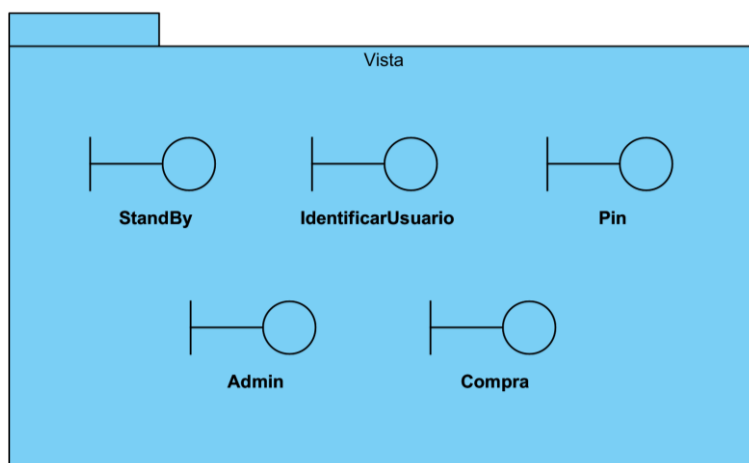 Vista
StandBy
IdentificarUsuario
Pin
Admin
Compra